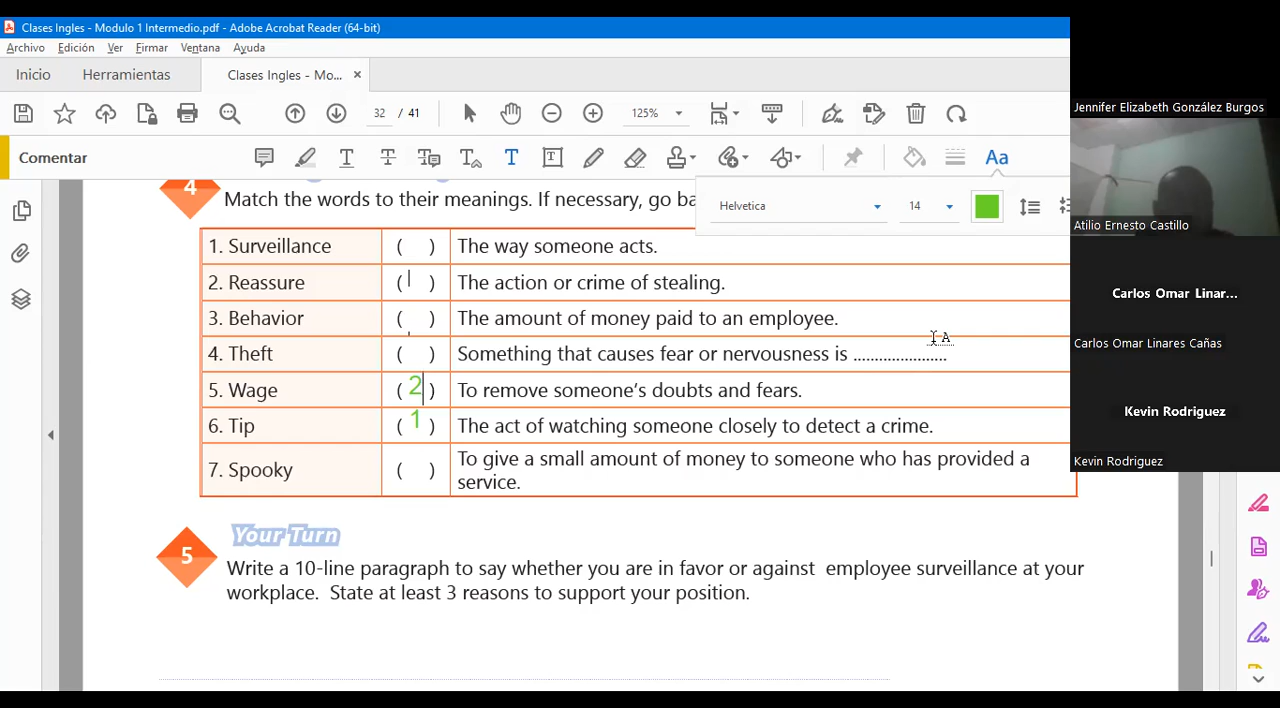 Clases Ingles - Modulo 1 Intermedio.pdf - Adobe Acrobat Reader (64-bit)
Archivo Edición Ver Firmar Ventana Ayuda
Inicio Herramientas Clases Ingles - Mo... ×
32 / 41 125%
Comentar
Aa
Helvetica 14
4
Match the words to their meanings. If necessary, go ba
1. Surveillance ( ) The way someone acts.
2. Reassure ( ) The action or crime of stealing.
3. Behavior ( ) The amount of money paid to an employee.
4. Theft ( ) Something that causes fear or nervousness is ......................
5. Wage ( 2 ) To remove someone’s doubts and fears.
6. Tip ( 1 ) The act of watching someone closely to detect a crime.
7. Spooky ( ) To give a small amount of money to someone who has provided a
service.
5
Your Turn
Write a 10-line paragraph to say whether you are in favor or against employee surveillance at your
workplace. State at least 3 reasons to support your position.
Jennifer Elizabeth González Burgos
Atilio Ernesto Castillo
Carlos Omar Linar...
Carlos Omar Linares Cañas
Kevin Rodriguez
Kevin Rodriguez